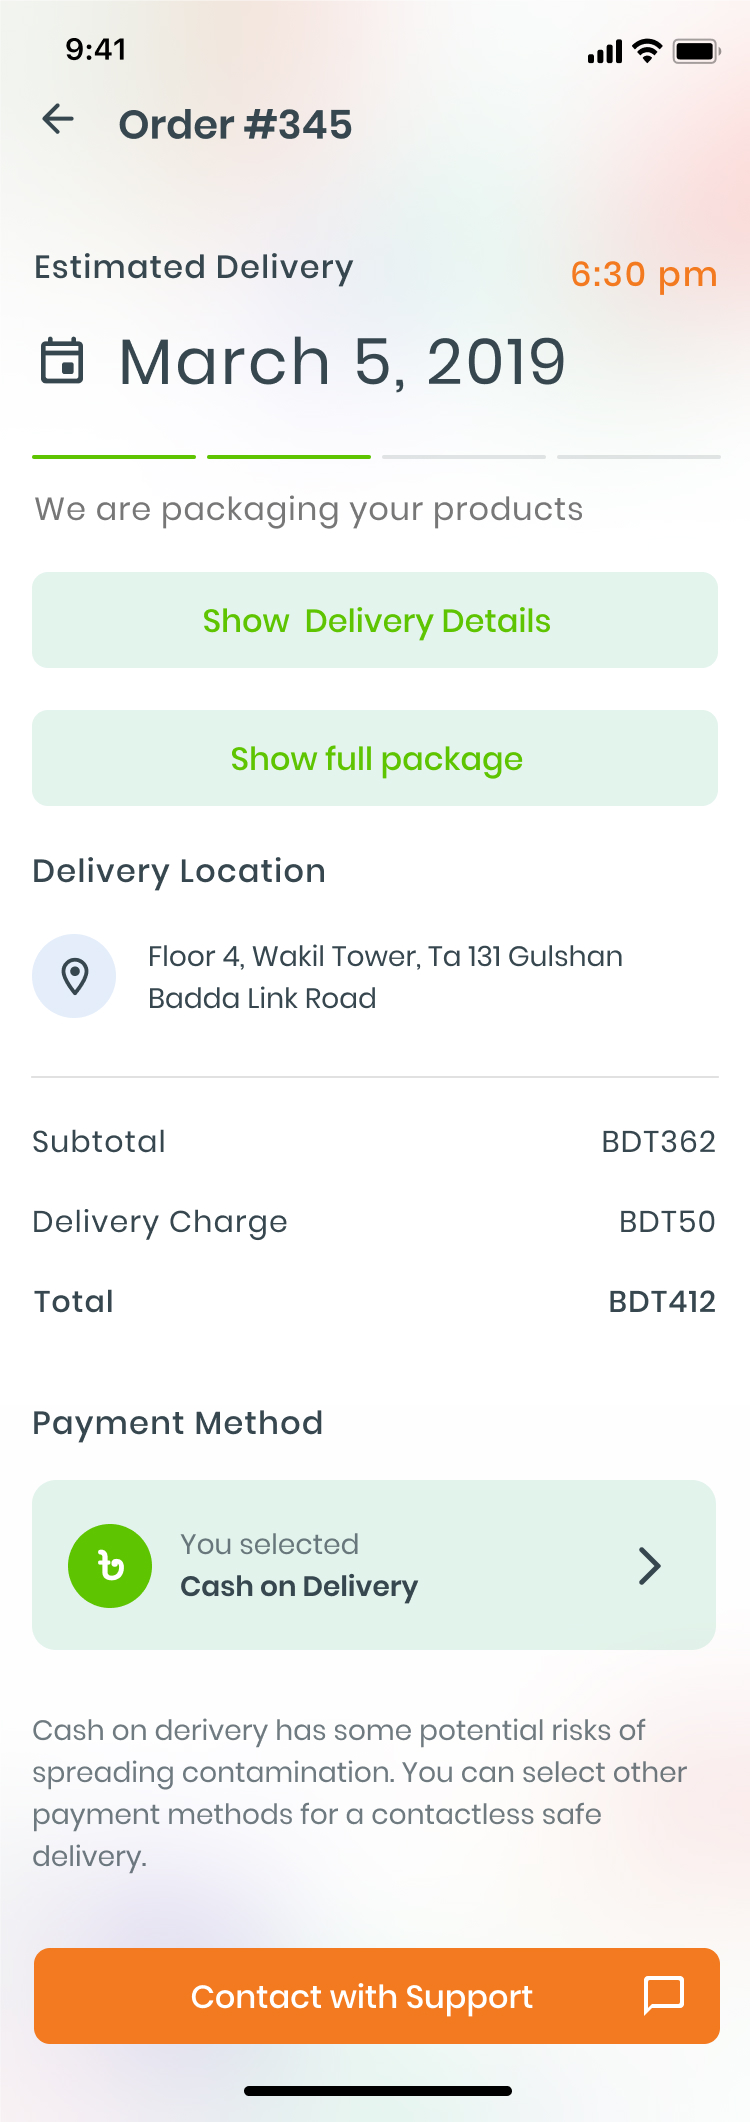 9:41
Order #345
Estimated Delivery
6:30 pm
March 5, 2019
We are packaging your products
Show  Delivery Details
Show full package
Delivery Location
Floor 4, Wakil Tower, Ta 131 Gulshan
Badda Link Road
Subtotal BDT362
Delivery Charge BDT50
Total BDT412
Payment Method
৳
You selected
Cash on Delivery
Cash on derivery has some potential risks of
spreading contamination. You can select other
payment methods for a contactless safe
delivery.
Contact with Support